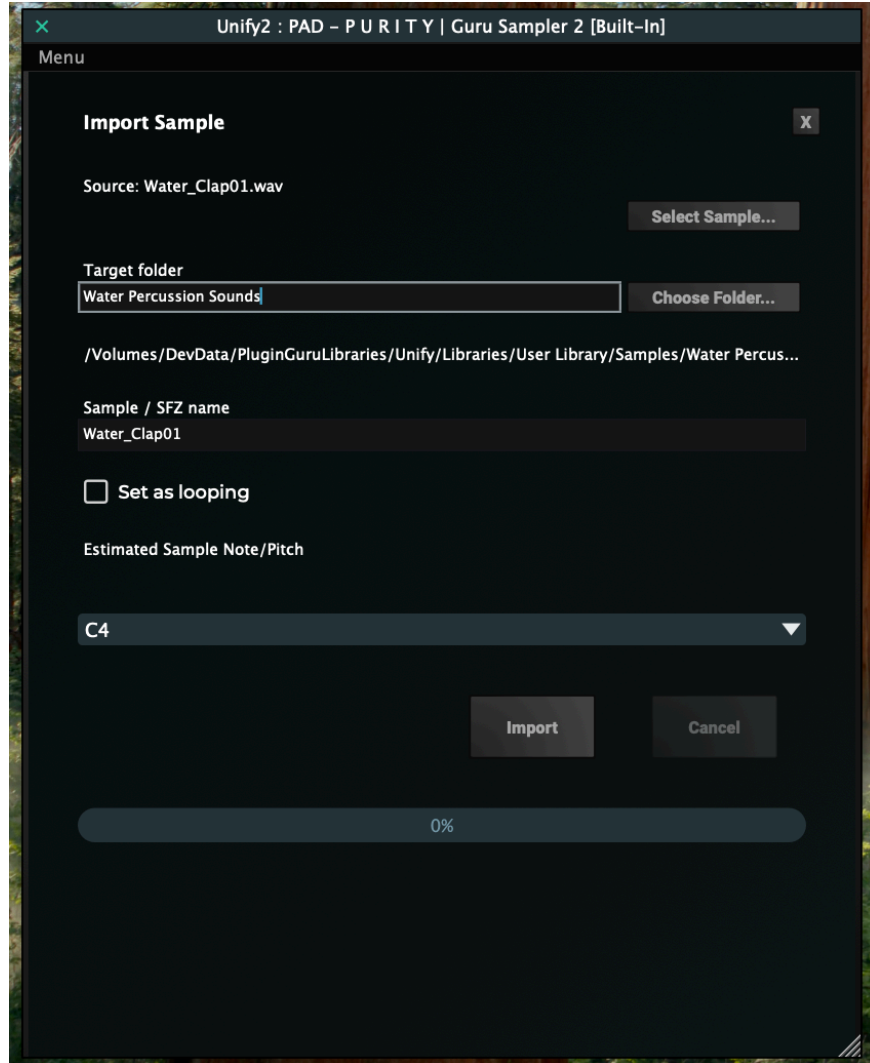 Unify2 : PAD – P U R I T Y | Guru Sampler 2 [Built-In]
Menu
Import Sample
X
Source: Water_Clap01.wav
Select Sample...
Target folder
Water Percussion Sounds
Choose Folder...
/Volumes/DevData/PluginGuruLibraries/Unify/Libraries/User Library/Samples/Water Percus...
Sample / SFZ name
Water_Clap01
Set as looping
Estimated Sample Note/Pitch
C4
Import
Cancel
0%